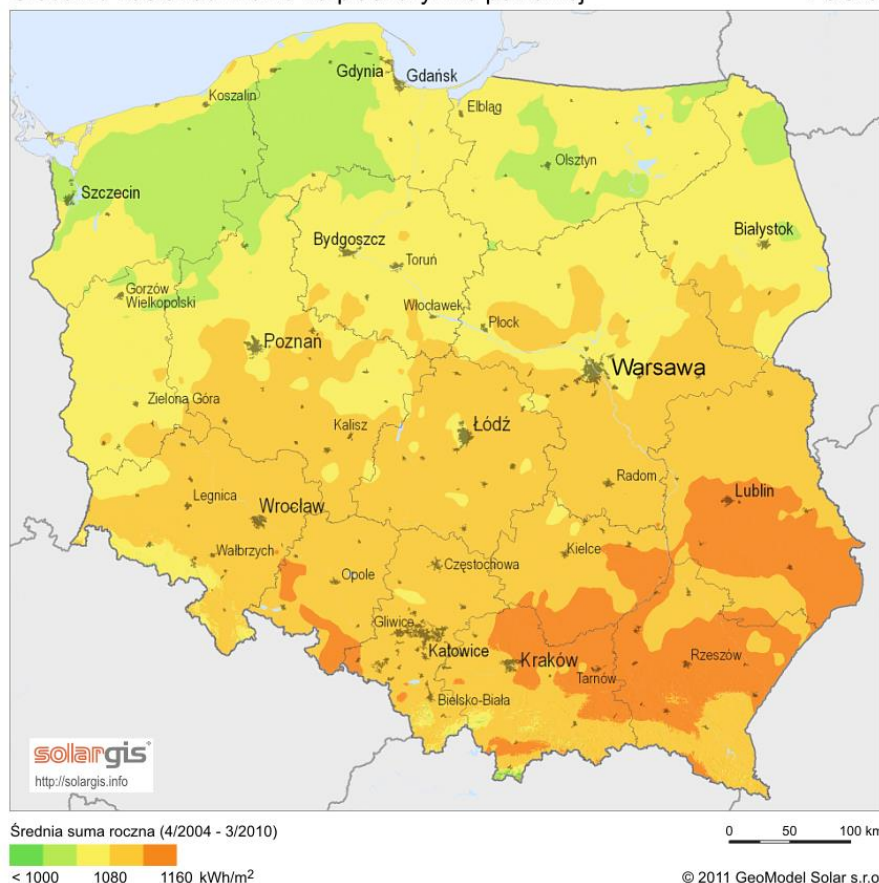 Gdynia
Gdańsk
Koszalin
Elbląg
Olsztyn
Szczecin
Białystok
Bydgoszcz
Toruń
Gorzów
Wielkopolski
Włocławek
Płock
Poznań
Warsawa
Zielona Góra
Kalisz
Łódź
Radom
Lublin
Legnica
Wrocław
Wałbrzych
Kielce
Opole
Częstochowa
Gliwice
Katowice
Kraków
Tarnów
Rzeszów
Bielsko-Biała
solargis
http://solargis.info
Średnia suma roczna (4/2004 - 3/2010)
0 50 100 km
< 1000 1080 1160 kWh/m²
© 2011 GeoModel Solar s.r.o